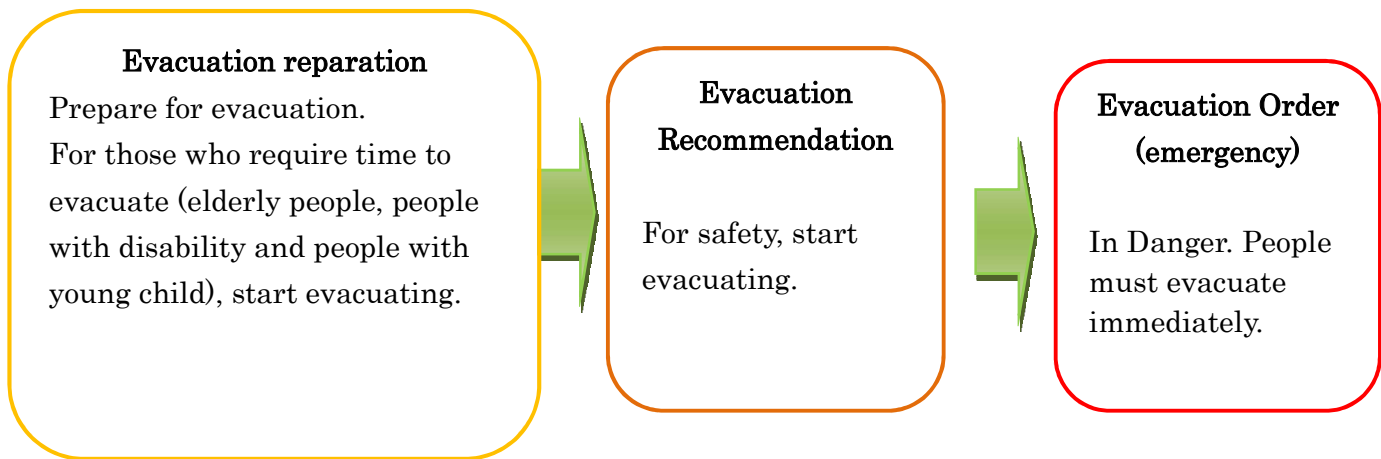 Evacuation reparation
Prepare for evacuation.
For those who require time to
evacuate (elderly people, people
with disability and people with
young child), start evacuating.
Evacuation
Recommendation
For safety, start
evacuating.
Evacuation Order
(emergency)
In Danger. People
must evacuate
immediately.